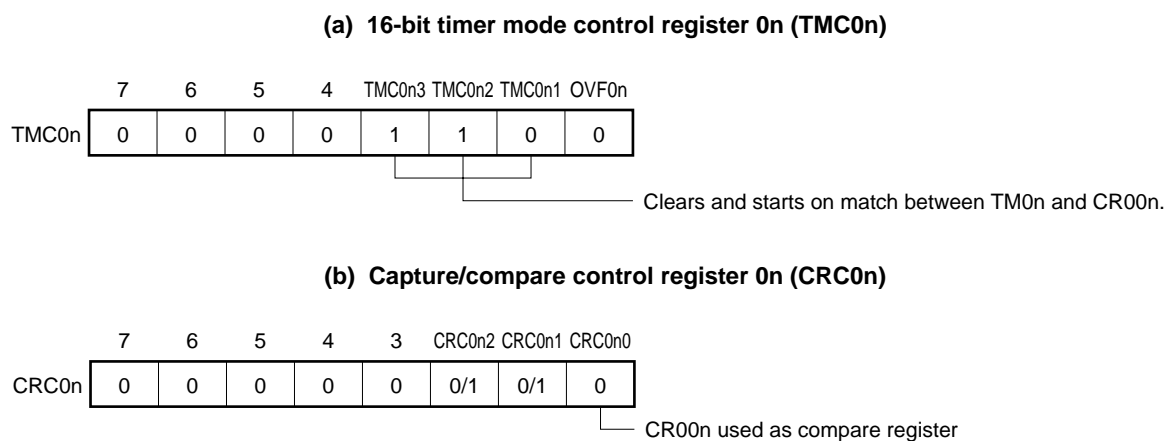 (a) 16-bit timer mode control register 0n (TMC0n)
7 6 5 4 TMC0n3 TMC0n2 TMC0n1 OVF0n
TMC0n 0 0 0 0 1 1 0 0
Clears and starts on match between TM0n and CR00n.
(b) Capture/compare control register 0n (CRC0n)
7 6 5 4 3 CRC0n2 CRC0n1 CRC0n0
CRC0n 0 0 0 0 0 0/1 0/1 0
CR00n used as compare register